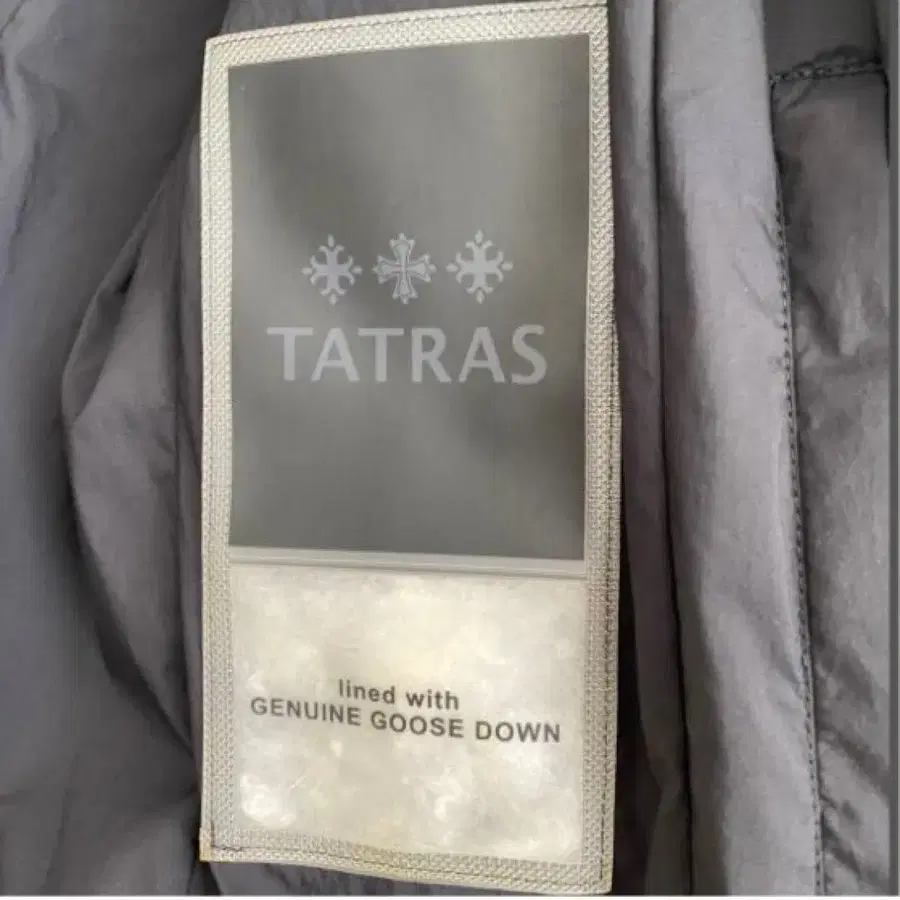 TATRAS
lined with
GENUINE GOOSE DOWN